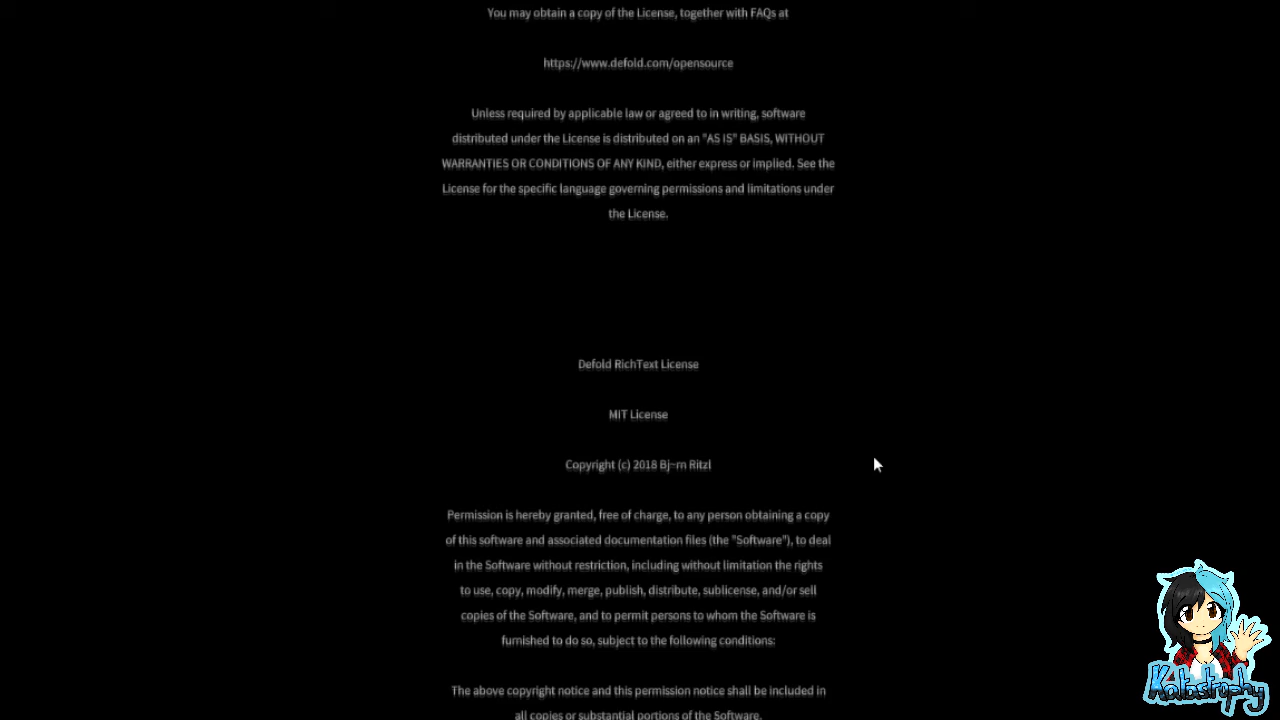 You may obtain a copy of the License, together with FAQs at
https://www.defold.com/opensource
Unless required by applicable law or agreed to in writing, software
distributed under the License is distributed on an "AS IS" BASIS, WITHOUT
WARRANTIES OR CONDITIONS OF ANY KIND, either express or implied. See the
License for the specific language governing permissions and limitations under
the License.
Defold RichText License
MIT License
Copyright (c) 2018 Bj~rn Ritzl
Permission is hereby granted, free of charge, to any person obtaining a copy
of this software and associated documentation files (the "Software"), to deal
in the Software without restriction, including without limitation the rights
to use, copy, modify, merge, publish, distribute, sublicense, and/or sell
copies of the Software, and to permit persons to whom the Software is
furnished to do so, subject to the following conditions:
The above copyright notice and this permission notice shall be included in
all copies or substantial portions of the Software.
Katastrophy